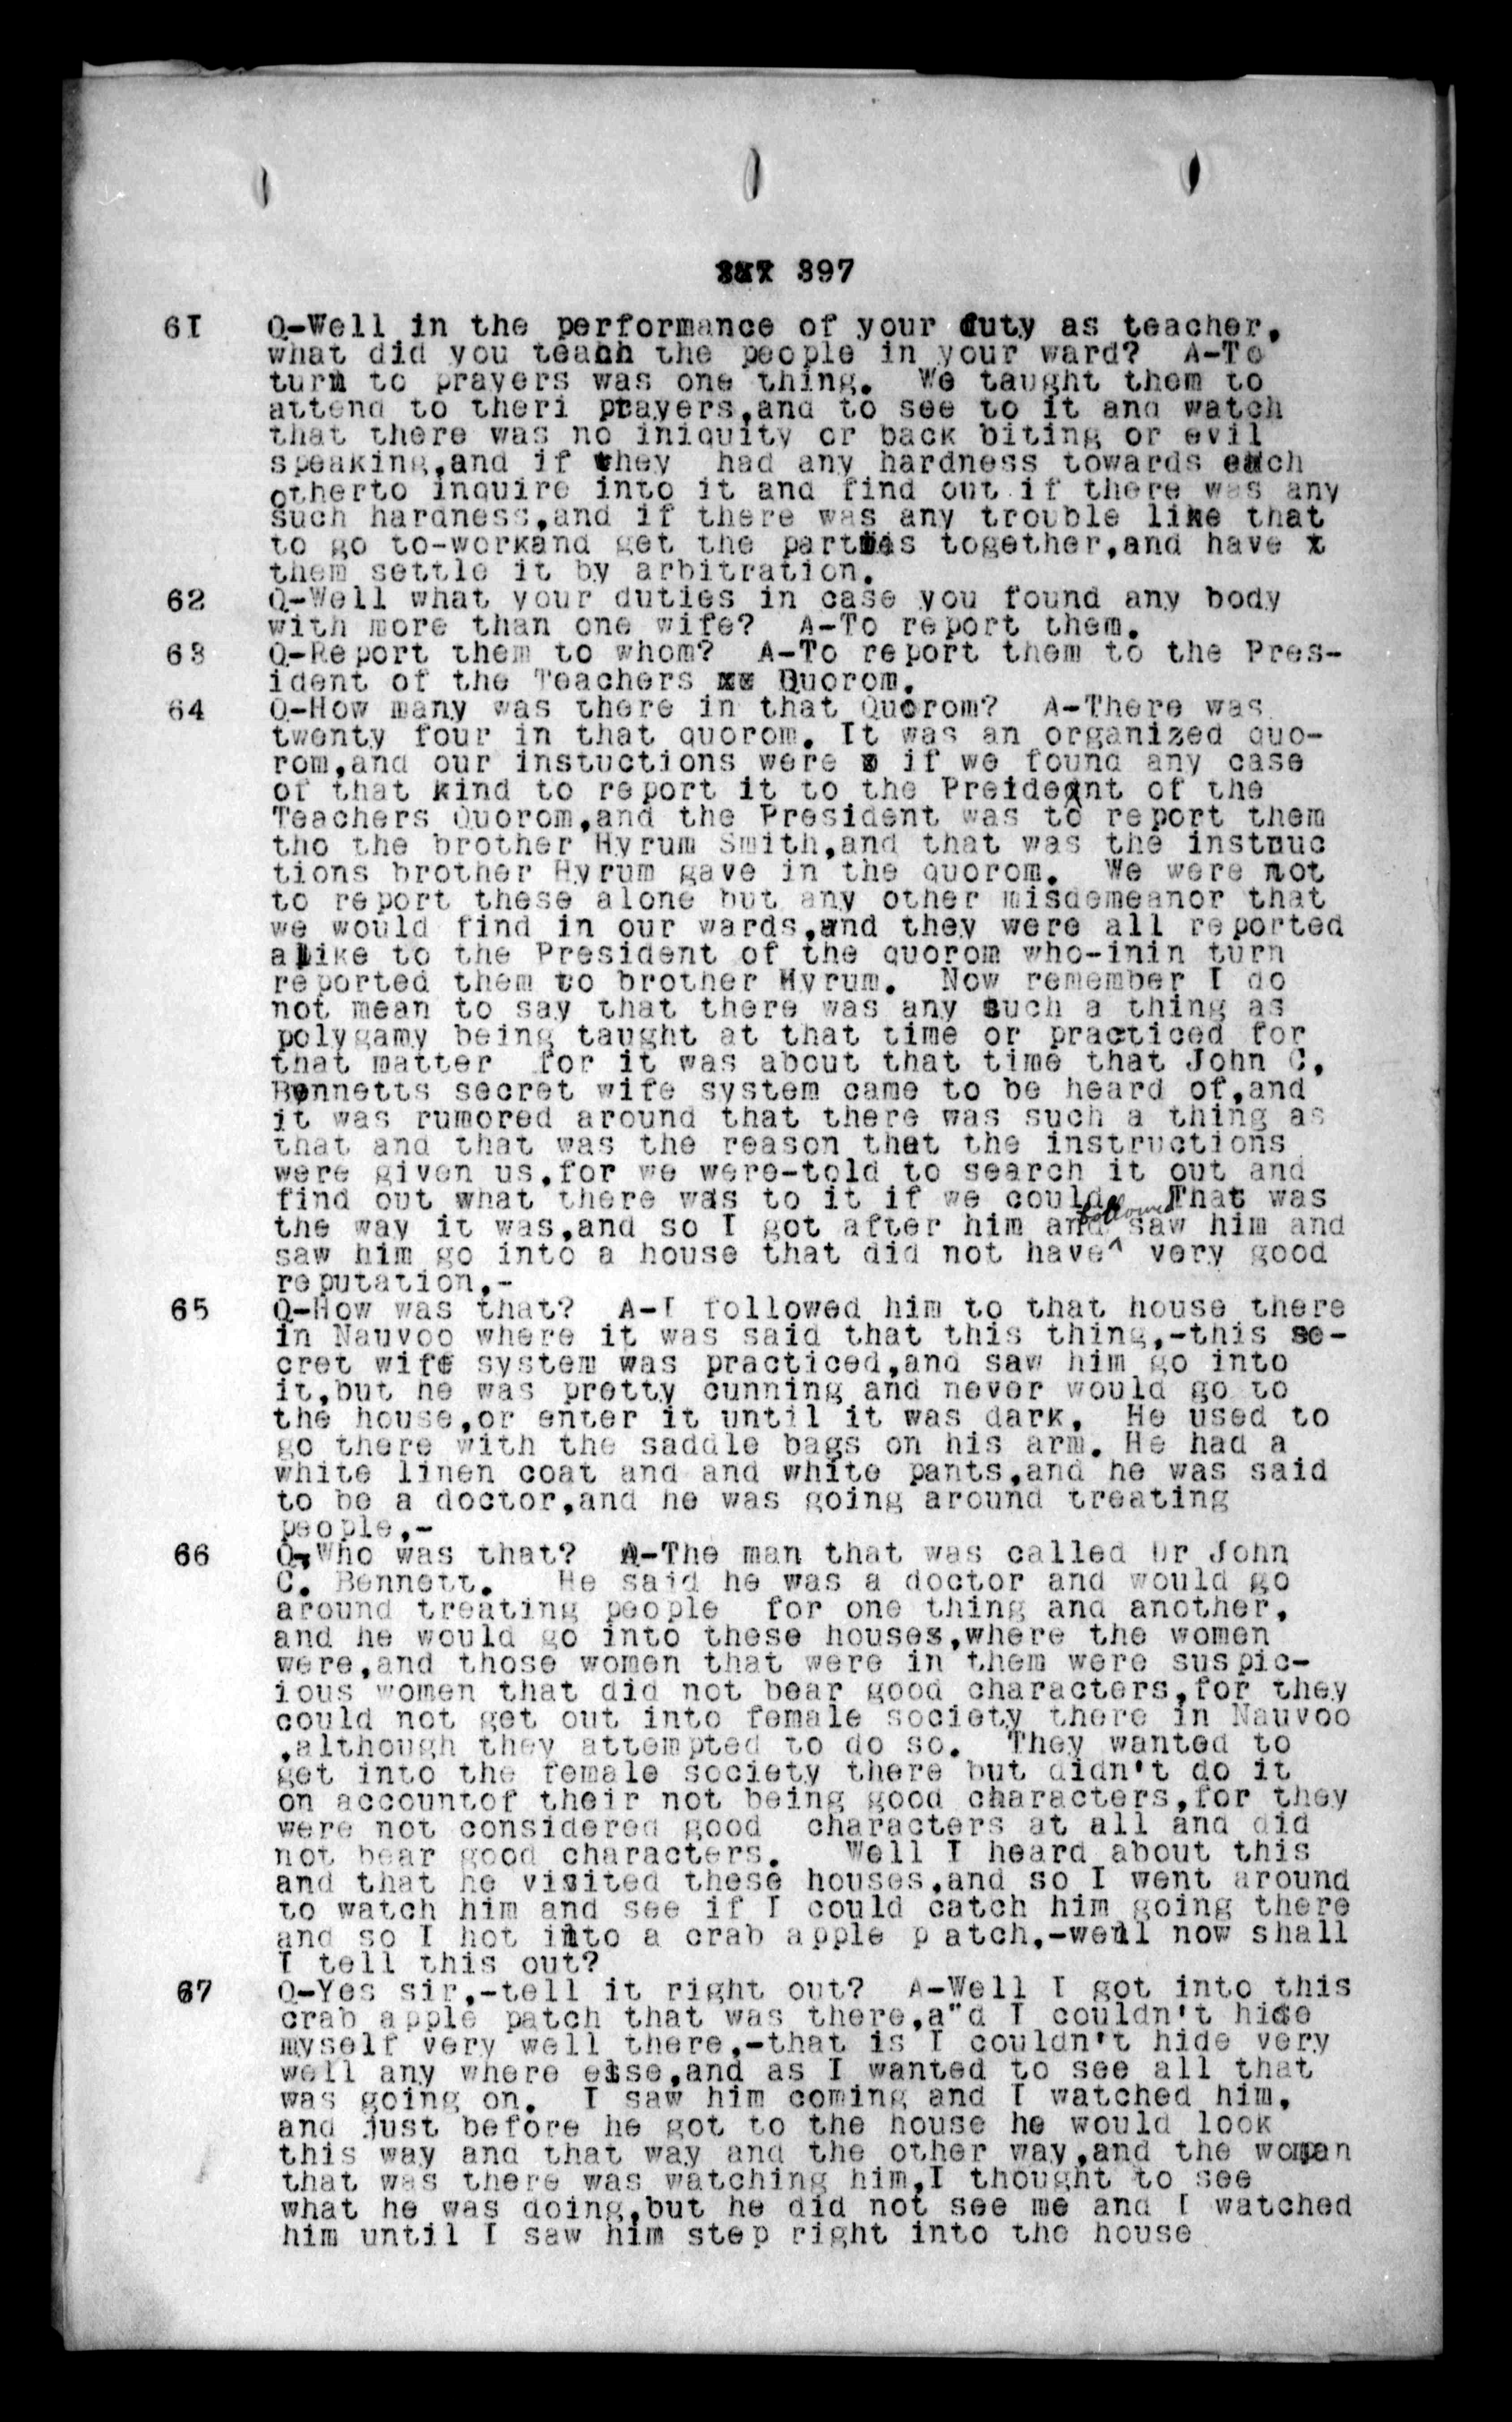 397
61 Q-Well in the performance of your duty as teacher,
what did you teach the people in your ward? A-To
turn to prayers was one thing. We taught them to
attend to theri prayers,and to see to it and watch
that there was no iniquity or back biting or evil
speaking,and if they had any hardness towards each
otherto inquire into it and find out if there was any
such hardness,and if there was any trouble like that
to go to-workand get the parties together,and have x
them settle it by arbitration.
62 Q-Well what your duties in case you found any body
with more than one wife? A-To report them.
63 Q-Report them to whom? A-To report them to the Pres-
ident of the Teachers xx Quorom.
64 Q-How many was there in that Quorom? A-There was
twenty four in that quorom. It was an organized quo-
rom,and our instuctions were x if we found any case
of that kind to report it to the Preident of the
Teachers Quorom,and the President was to report them
tho the brother Hyrum Smith,and that was the instruc
tions brother Hyrum gave in the quorom. We were not
to report these alone but any other misdemeanor that
we would find in our wards,and they were all reported
alike to the President of the quorom who-inin turn
reported them to brother Hyrum. Now remember I do
not mean to say that there was any such a thing as
polygamy being taught at that time or practiced for
that matter for it was about that time that John C.
Bennetts secret wife system came to be heard of,and
it was rumored around that there was such a thing as
that and that was the reason that the instructions
were given us,for we were-told to search it out and
find out what there was to it if we could. That was
the way it was,and so I got after him and followed saw him and
saw him go into a house that did not have^ very good
reputation,-
65 Q-How was that? A-I followed him to that house there
in Nauvoo where it was said that this thing,-this se-
cret wife system was practiced,and saw him go into
it,but he was pretty cunning and never would go to
the house,or enter it until it was dark, He used to
go there with the saddle bags on his arm. He had a
white linen coat and and white pants,and he was said
to be a doctor,and he was going around treating
people,-
66 Q-Who was that? A-The man that was called Dr John
C. Bennett. He said he was a doctor and would go
around treating people for one thing and another,
and he would go into these houses,where the women
were,and those women that were in them were suspic-
ious women that did not bear good characters,for they
could not get out into female society there in Nauvoo
,although they attempted to do so. They wanted to
get into the female society there but didn't do it
on accountof their not being good characters,for they
were not considered good characters at all and did
not bear good characters. Well I heard about this
and that he visited these houses,and so I went around
to watch him and see if I could catch him going there
and so I hot into a crab apple p atch,-well now shall
I tell this out?
67 Q-Yes sir,-tell it right out? A-Well I got into this
crab apple patch that was there,a"d I couldn't hide
myself very well there,-that is I couldn't hide very
well any where else,and as I wanted to see all that
was going on. I saw him coming and I watched him,
and just before he got to the house he would look
this way and that way and the other way,and the woman
that was there was watching him,I thought to see
what he was doing,but he did not see me and I watched
him until I saw him step right into the house